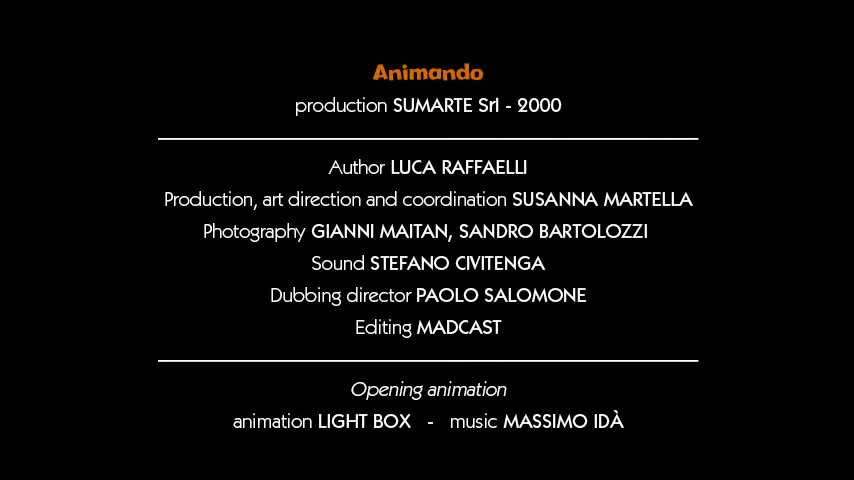 Animando
production SUMARTE Srl - 2000
Author LUCA RAFFAELLI
Production, art direction and coordination SUSANNA MARTELLA
Photography GIANNI MAITAN, SANDRO BARTOLOZZI
Sound STEFANO CIVITENGA
Dubbing director PAOLO SALOMONE
Editing MADCAST
Opening animation
animation LIGHT BOX - music MASSIMO IDÀ